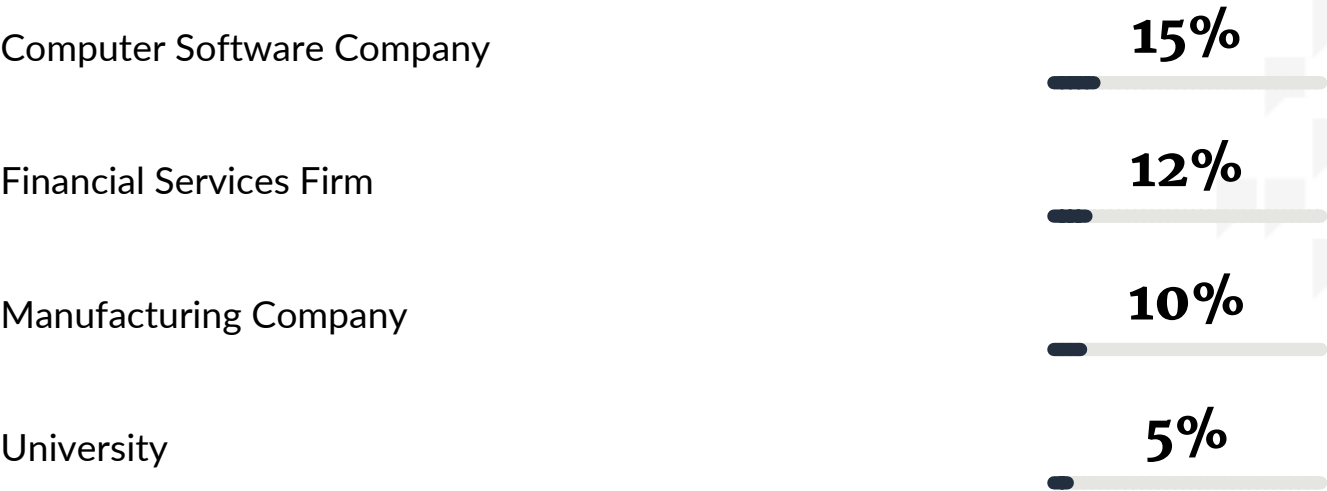 Computer Software Company
15%
Financial Services Firm
12%
Manufacturing Company
10%
University
5%